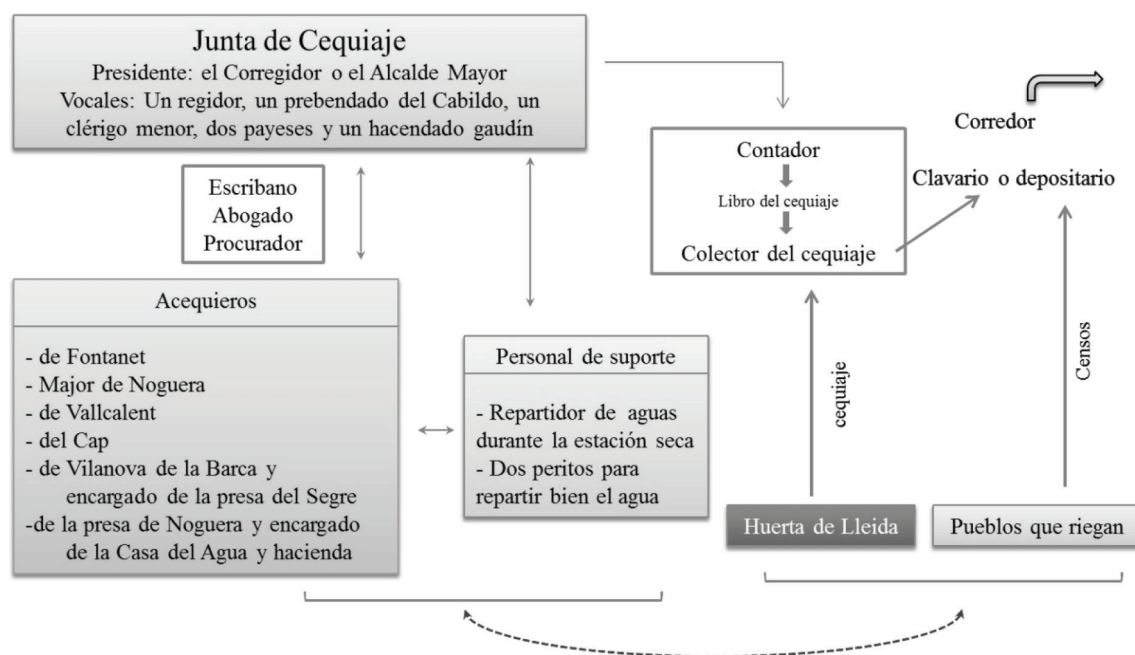 Junta de Cequiaje
Presidente: el Corregidor o el Alcalde Mayor
Vocales: Un regidor, un prebendado del Cabildo, un
clérigo menor, dos payeses y un hacendado gaudín
Escribano
Abogado
Procurador
Acequieros
- de Fontanet
- Major de Noguera
- de Vallcalent
- del Cap
- de Vilanova de la Barca y
encargado de la presa del Segre
-de la presa de Noguera y encargado
de la Casa del Agua y hacienda
Personal de suporte
- Repartidor de aguas
durante la estación seca
- Dos peritos para
repartir bien el agua
Contador
Libro del cequiaje
Colector del cequiaje
Corredor
Clavario o depositario
cequiaje
Censos
Huerta de Lleida
Pueblos que riegan